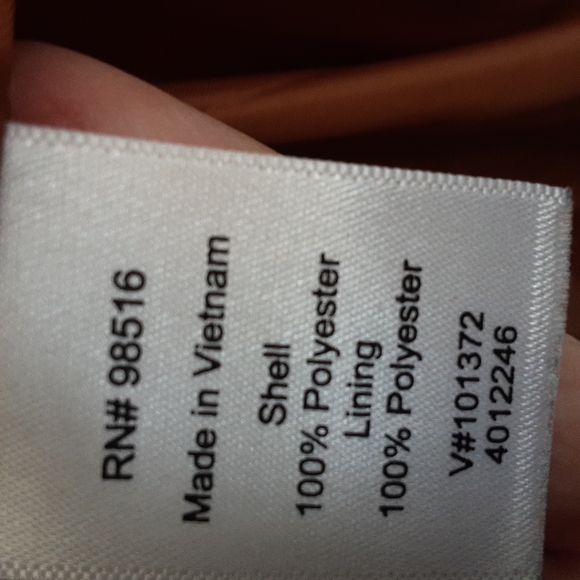 RN# 98516
Made in Vietnam
Shell
100% Polyester
Lining
100% Polyester
V#101372
4012246